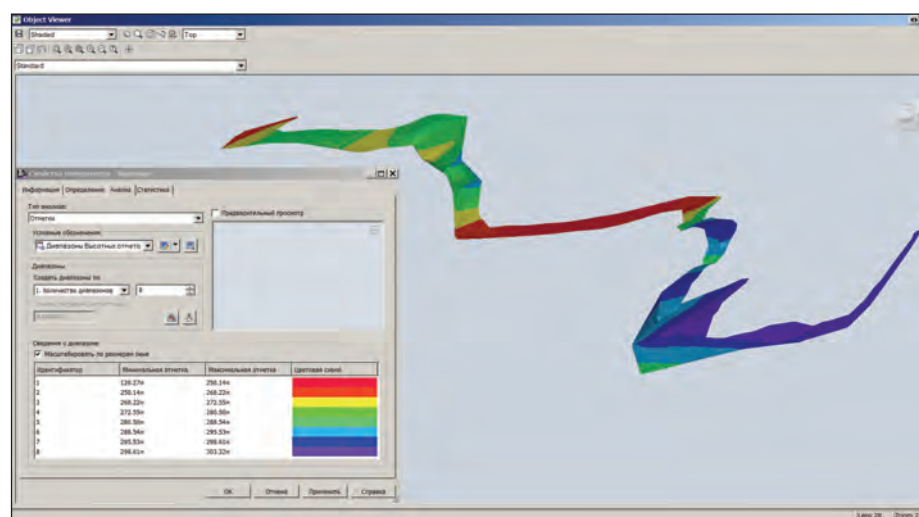 Object Viewer
Shaded
Top
Standard
Информация Определение Анализ Статистика
Тип анализа:
Отметки
Предварительный просмотр
Условные обозначения:
Диапазоны Высотных отмето
Диапазоны
Создать диапазоны по:
1. Количество диапазонов 8
Сведения о диапазоне
Масштабировать по размерам окна
Идентификатор Минимальная отметка Максимальная отметка Цветовая схема
1 250.14м
2 250.14м 268.22м
3 268.22м 272.55м
4 272.55м 280.50м
5 280.50м 288.54м
6 288.54м 295.53м
7 295.53м 298.61м
8 298.61м 303.22м
OK Отмена Применить Справка